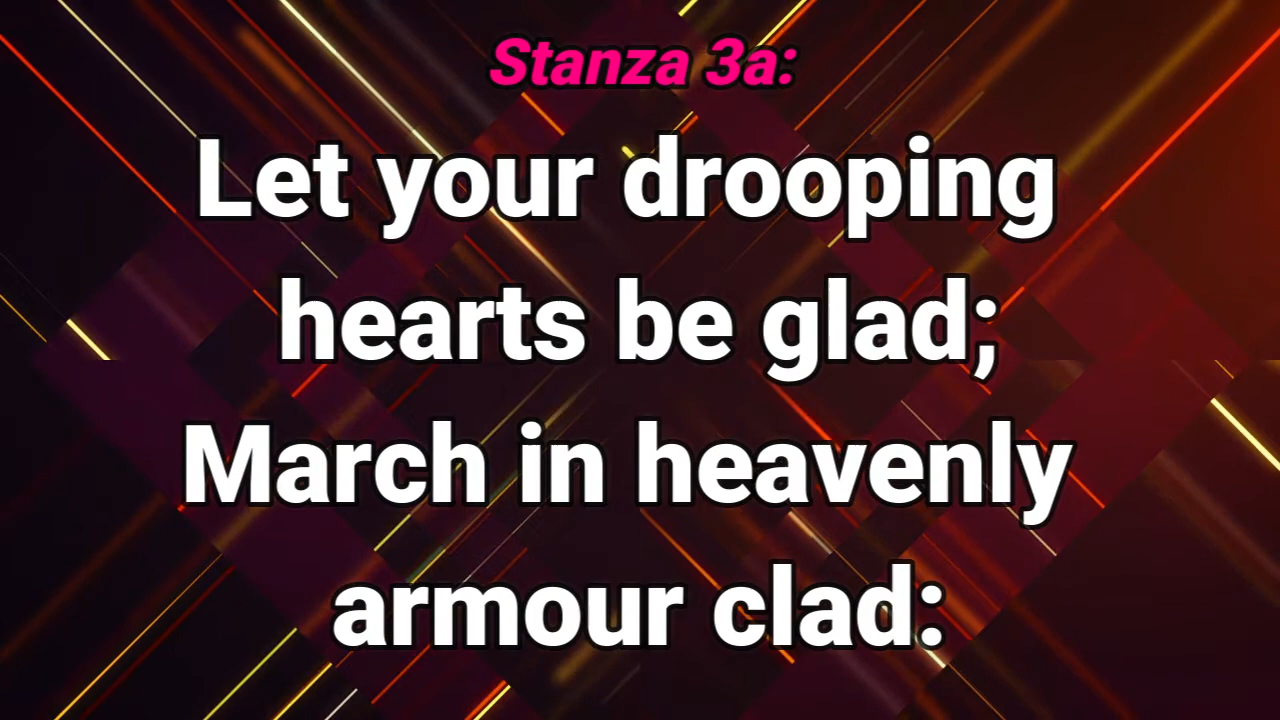 Stanza 3a:
Let your drooping
hearts be glad;
March in heavenly
armour clad: